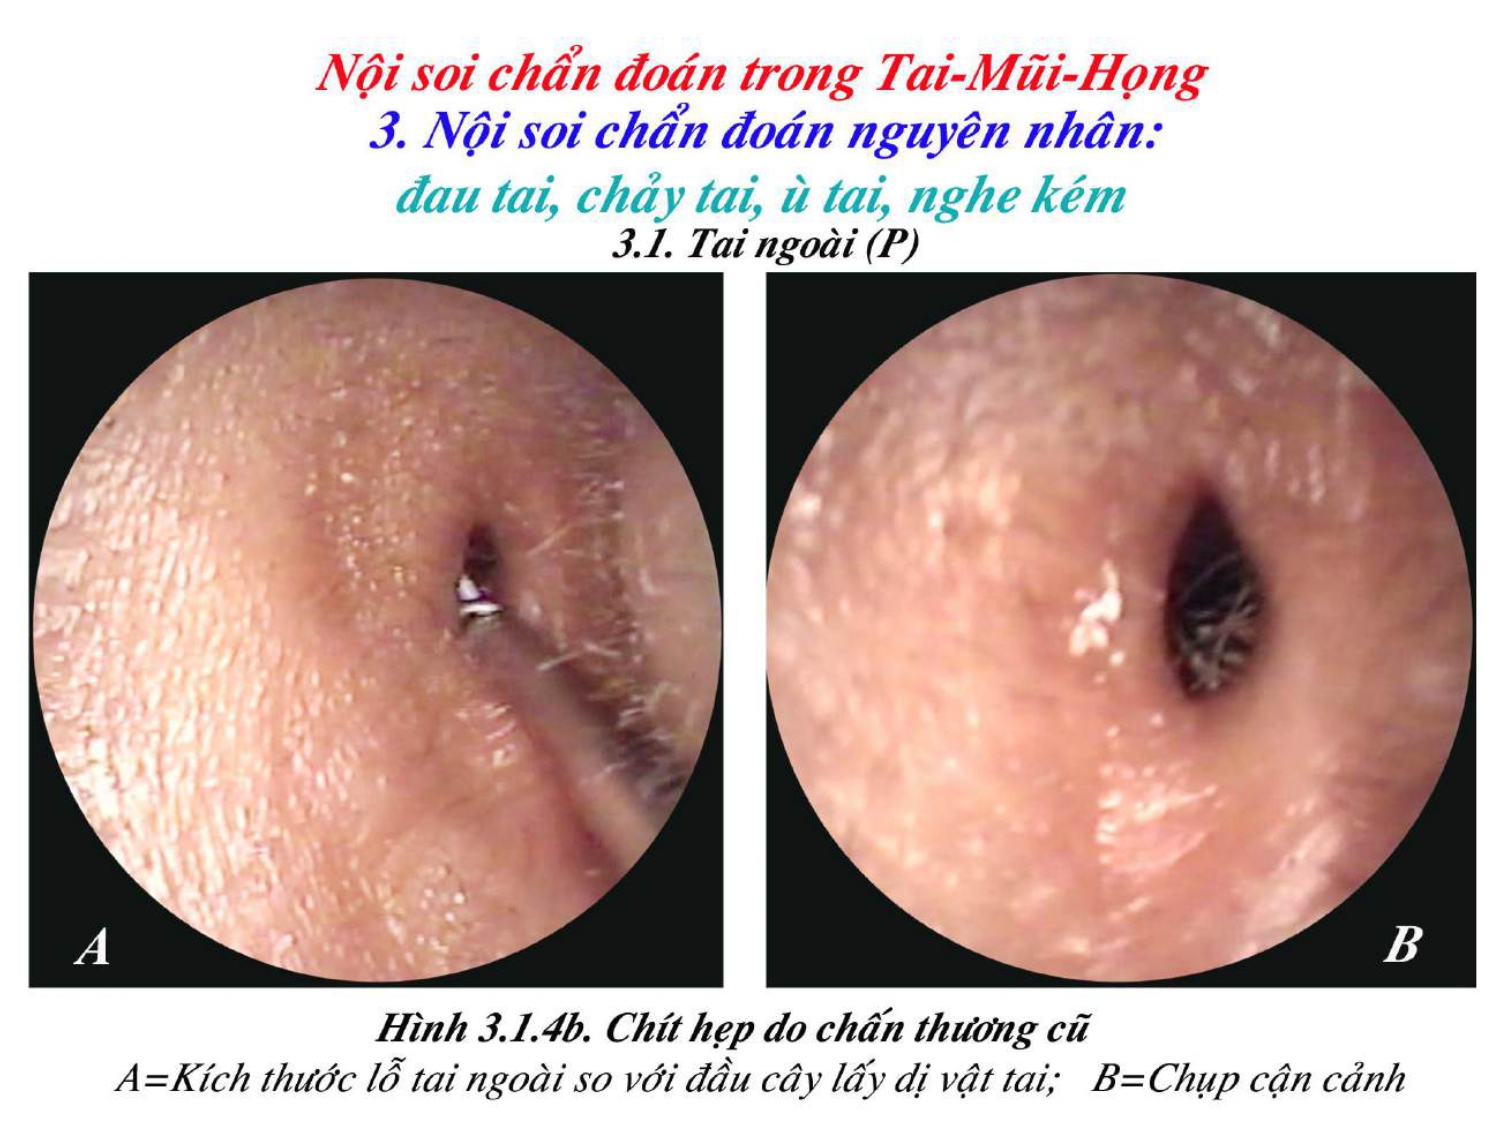 Nội soi chẩn đoán trong Tai-Mũi-Họng
3. Nội soi chẩn đoán nguyên nhân:
đau tai, chảy tai, ù tai, nghe kém
3.1. Tai ngoài (P)
A
B
Hình 3.1.4b. Chít hẹp do chấn thương cũ
A=Kích thước lỗ tai ngoài so với đầu cây lấy dị vật tai; B=Chụp cận cảnh